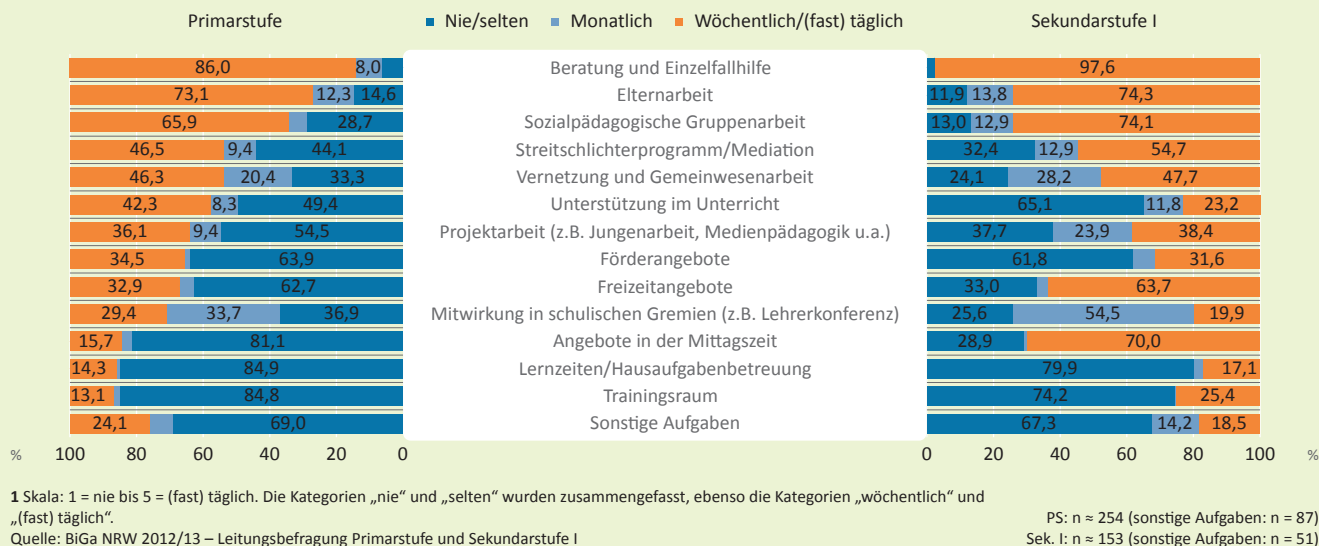 Primarstufe Nie/selten Monatlich Wöchentlich/(fast) täglich Sekundarstufe I
86,0 8,0 Beratung und Einzelfallhilfe 97,6
73,1 12,3 14,6 Elternarbeit 11,9 13,8 74,3
65,9 28,7 Sozialpädagogische Gruppenarbeit 13,0 12,9 74,1
46,5 9,4 44,1 Streitschlichterprogramm/Mediation 32,4 12,9 54,7
46,3 20,4 33,3 Vernetzung und Gemeinwesenarbeit 24,1 28,2 47,7
42,3 8,3 49,4 Unterstützung im Unterricht 65,1 11,8 23,2
36,1 9,4 54,5 Projektarbeit (z.B. Jungenarbeit, Medienpädagogik u.a.) 37,7 23,9 38,4
34,5 63,9 Förderangebote 61,8 31,6
32,9 62,7 Freizeitangebote 33,0 63,7
29,4 33,7 36,9 Mitwirkung in schulischen Gremien (z.B. Lehrerkonferenz) 25,6 54,5 19,9
15,7 81,1 Angebote in der Mittagszeit 28,9 70,0
14,3 84,9 Lernzeiten/Hausaufgabenbetreuung 79,9 17,1
13,1 84,8 Trainingsraum 74,2 25,4
24,1 69,0 Sonstige Aufgaben 67,3 14,2 18,5
% 100 80 60 40 20 0 0 20 40 60 80 100 %
1 Skala: 1 = nie bis 5 = (fast) täglich. Die Kategorien „nie“ und „selten“ wurden zusammengefasst, ebenso die Kategorien „wöchentlich“ und
„(fast) täglich“.
PS: n ≈ 254 (sonstige Aufgaben: n = 87)
Quelle: BiGa NRW 2012/13 – Leitungsbefragung Primarstufe und Sekundarstufe I
Sek. I: n ≈ 153 (sonstige Aufgaben: n = 51)